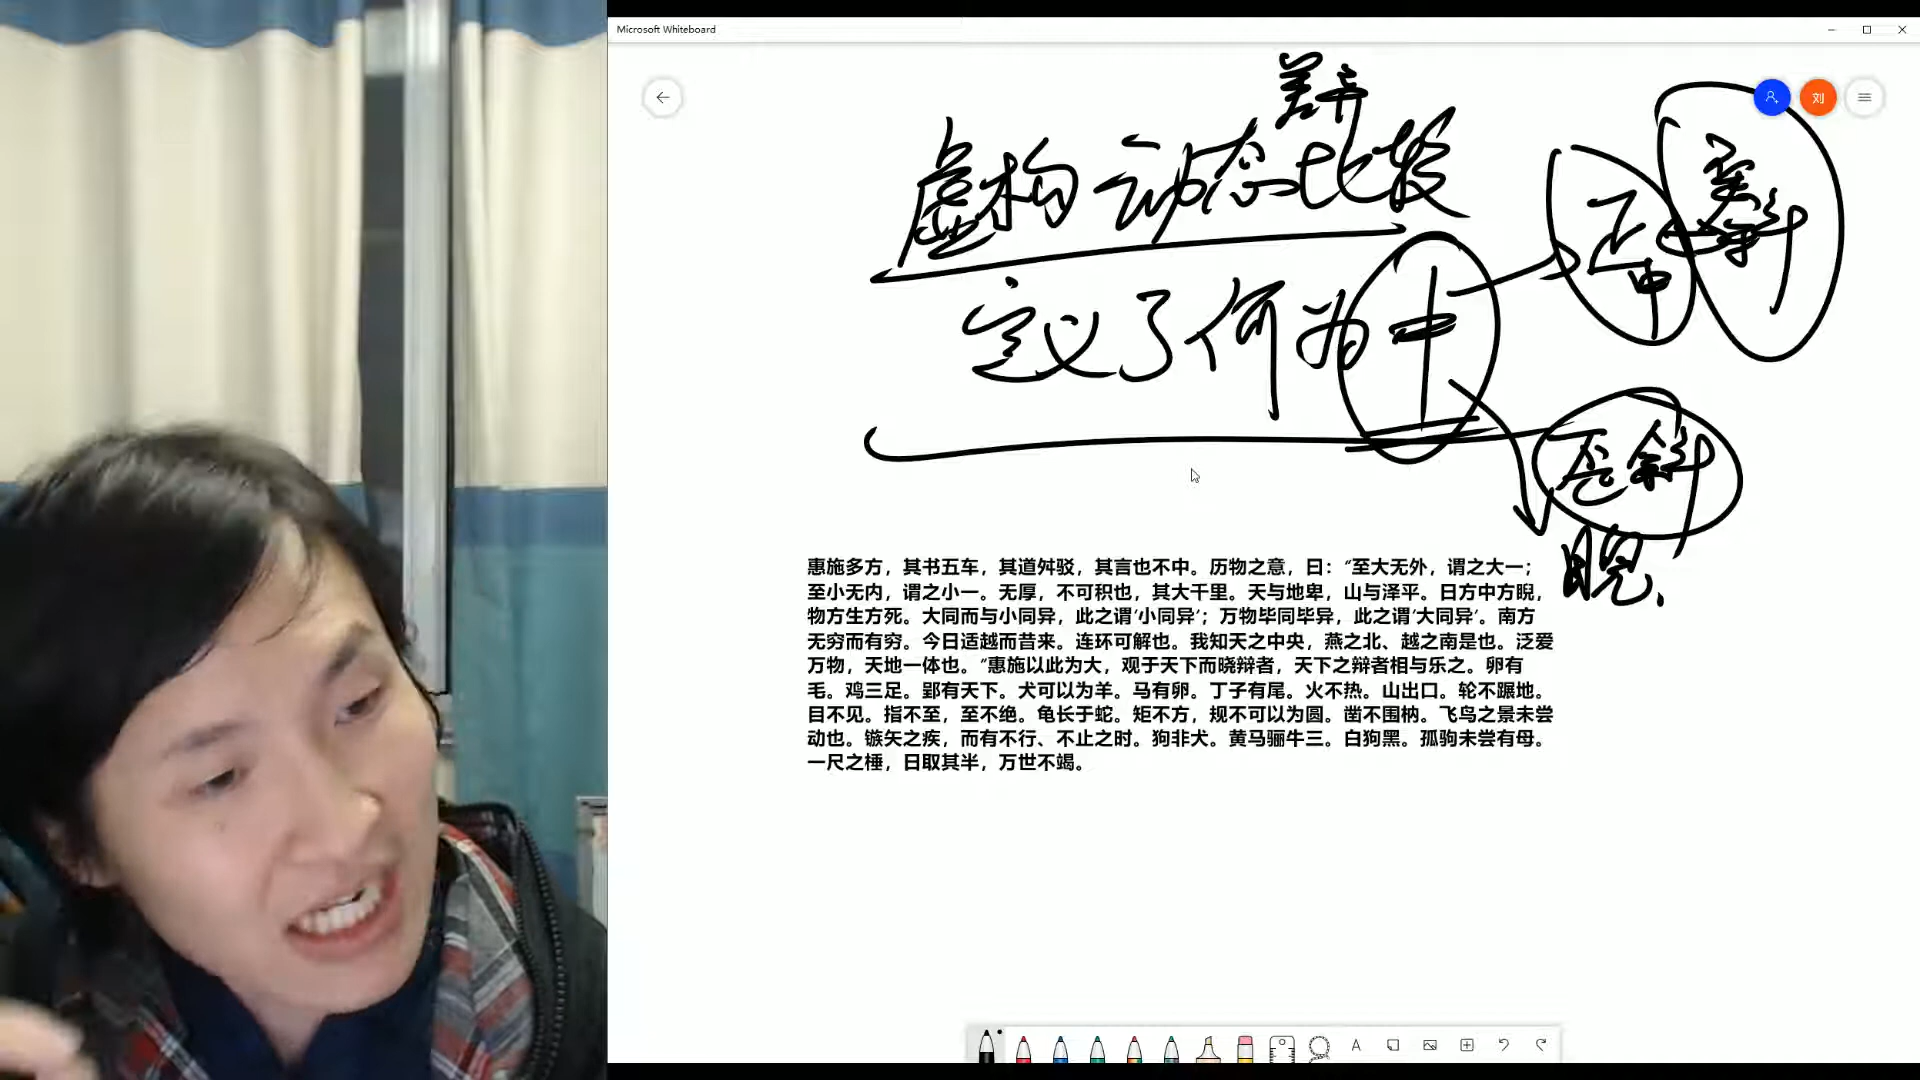 Microsoft Whiteboard
刘
差异
虚构动态比较
定义了何为中
正中
歪斜
睨
惠施多方，其书五车，其道舛驳，其言也不中。历物之意，曰：“至大无外，谓之大一；
至小无内，谓之小一。无厚，不可积也，其大千里。天与地卑，山与泽平。日方中方睨，
物方生方死。大同而与小同异，此之谓‘小同异’；万物毕同毕异，此之谓‘大同异’。南方
无穷而有穷。今日适越而昔来。连环可解也。我知天之中央，燕之北、越之南是也。泛爱
万物，天地一体也。“惠施以此为大，观于天下而晓辩者，天下之辩者相与乐之。卵有
毛。鸡三足。郢有天下。犬可以为羊。马有卵。丁子有尾。火不热。山出口。轮不蹍地。
目不见。指不至，至不绝。龟长于蛇。矩不方，规不可以为圆。凿不围枘。飞鸟之景未尝
动也。镞矢之疾，而有不行、不止之时。狗非犬。黄马骊牛三。白狗黑。孤驹未尝有母。
一尺之棰，日取其半，万世不竭。
A